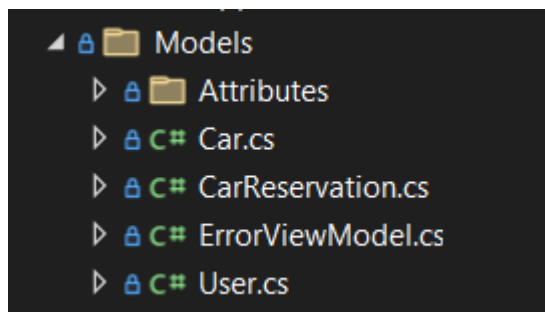 Models
Attributes
C# Car.cs
C# CarReservation.cs
C# ErrorViewModel.cs
C# User.cs